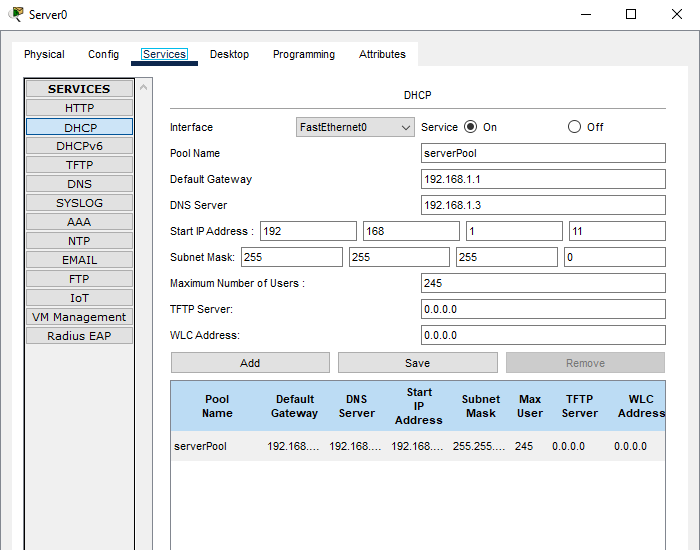 Server0
Physical Config Services Desktop Programming Attributes
SERVICES
HTTP
DHCP
DHCPv6
TFTP
DNS
SYSLOG
AAA
NTP
EMAIL
FTP
IoT
VM Management
Radius EAP
DHCP
Interface FastEthernet0 Service On Off
Pool Name serverPool
Default Gateway 192.168.1.1
DNS Server 192.168.1.3
Start IP Address : 192 168 1 11
Subnet Mask: 255 255 255 0
Maximum Number of Users : 245
TFTP Server: 0.0.0.0
WLC Address: 0.0.0.0
Add Save Remove
Pool Name Default Gateway DNS Server Start IP Address Subnet Mask Max User TFTP Server WLC Address
serverPool 192.168.... 192.168.... 192.168.... 255.255.... 245 0.0.0.0 0.0.0.0